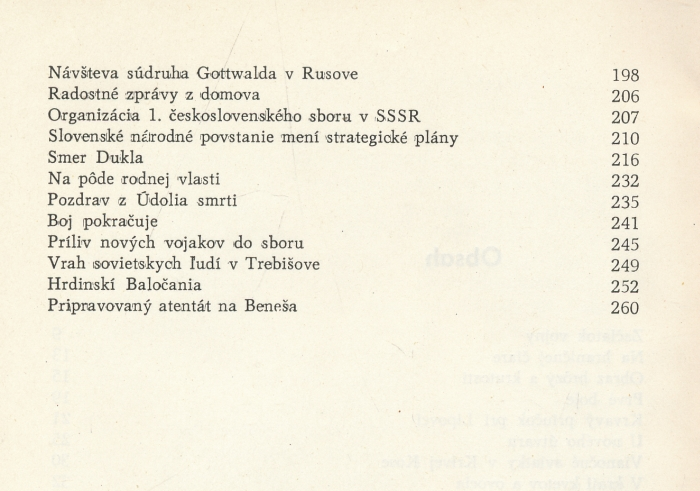 Návšteva súdruha Gottwalda v Rusove 198
Radostné zprávy z domova 206
Organizácia 1. československého sboru v SSSR 207
Slovenské národné povstanie mení strategické plány 210
Smer Dukla 216
Na pôde rodnej vlasti 232
Pozdrav z Údolia smrti 235
Boj pokračuje 241
Príliv nových vojakov do sboru 245
Vrah sovietskych ľudí v Trebišove 249
Hrdinskí Baločania 252
Pripravovaný atentát na Beneša 260
Obsah